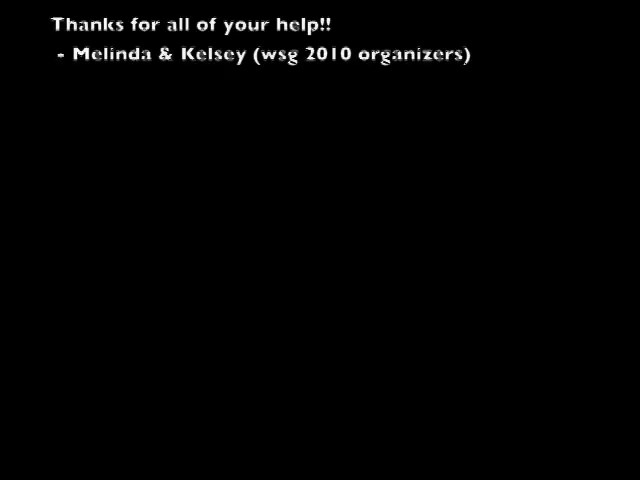 Thanks for all of your help!!
- Melinda & Kelsey (wsg 2010 organizers)